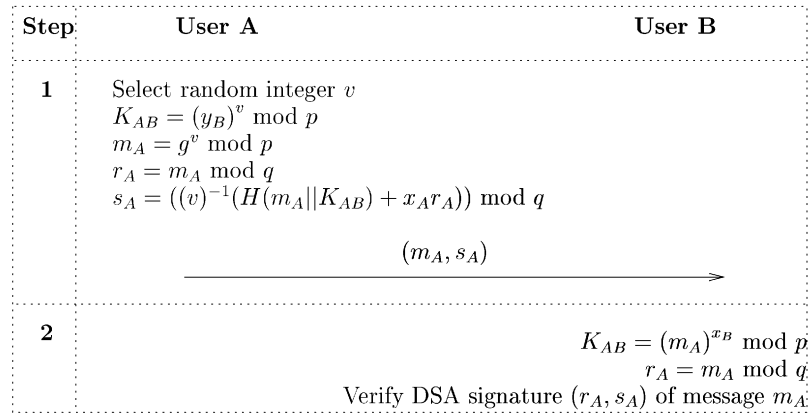 Step User A User B
1 Select random integer v
K_{AB} = (y_B)^v mod p
m_A = g^v mod p
r_A = m_A mod q
s_A = ((v)^{-1}(H(m_A||K_{AB}) + x_A r_A)) mod q
(m_A, s_A)
2 K_{AB} = (m_A)^{x_B} mod p
r_A = m_A mod q
Verify DSA signature (r_A, s_A) of message m_A